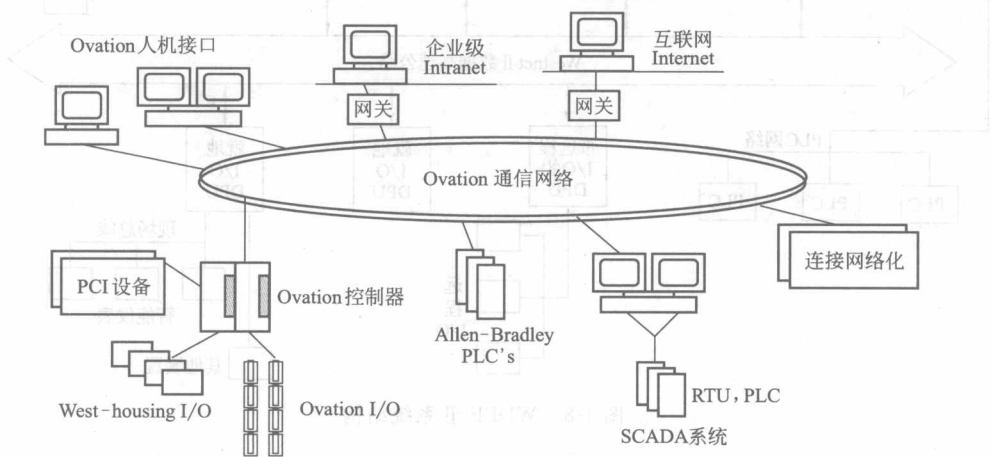 Ovation人机接口
企业级
Intranet
互联网
Internet
网关
网关
Ovation 通信网络
PCI设备
Ovation控制器
连接网络化
Allen-Bradley
PLC's
West-housing I/O
Ovation I/O
RTU,PLC
SCADA系统